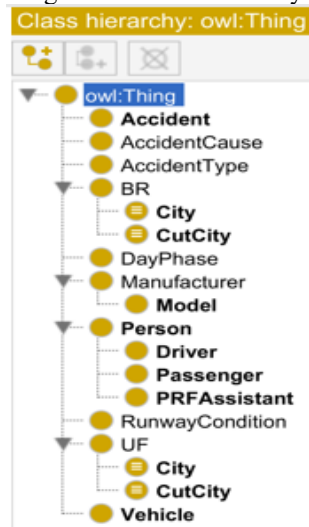 Class hierarchy: owl:Thing
owl:Thing
Accident
AccidentCause
AccidentType
BR
City
CutCity
DayPhase
Manufacturer
Model
Person
Driver
Passenger
PRFAssistant
RunwayCondition
UF
City
CutCity
Vehicle